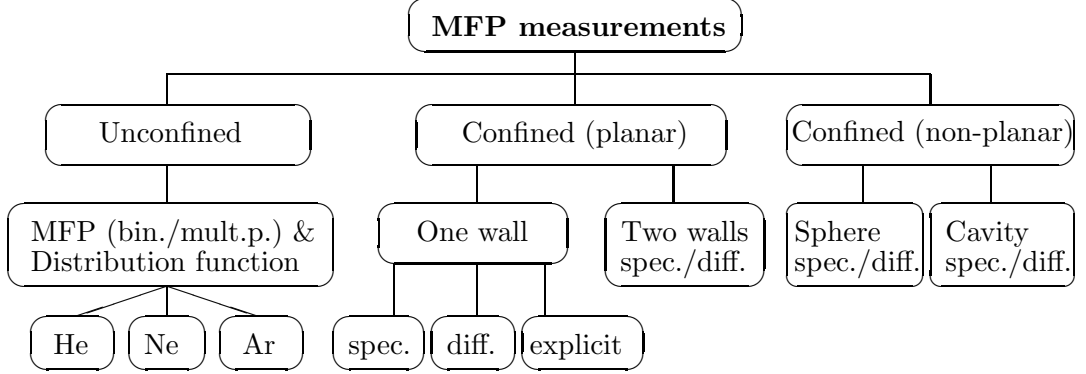 MFP measurements
Unconfined
Confined (planar)
Confined (non-planar)
MFP (bin./mult.p.) &
Distribution function
One wall
Two walls
spec./diff.
Sphere
spec./diff.
Cavity
spec./diff.
He
Ne
Ar
spec.
diff.
explicit